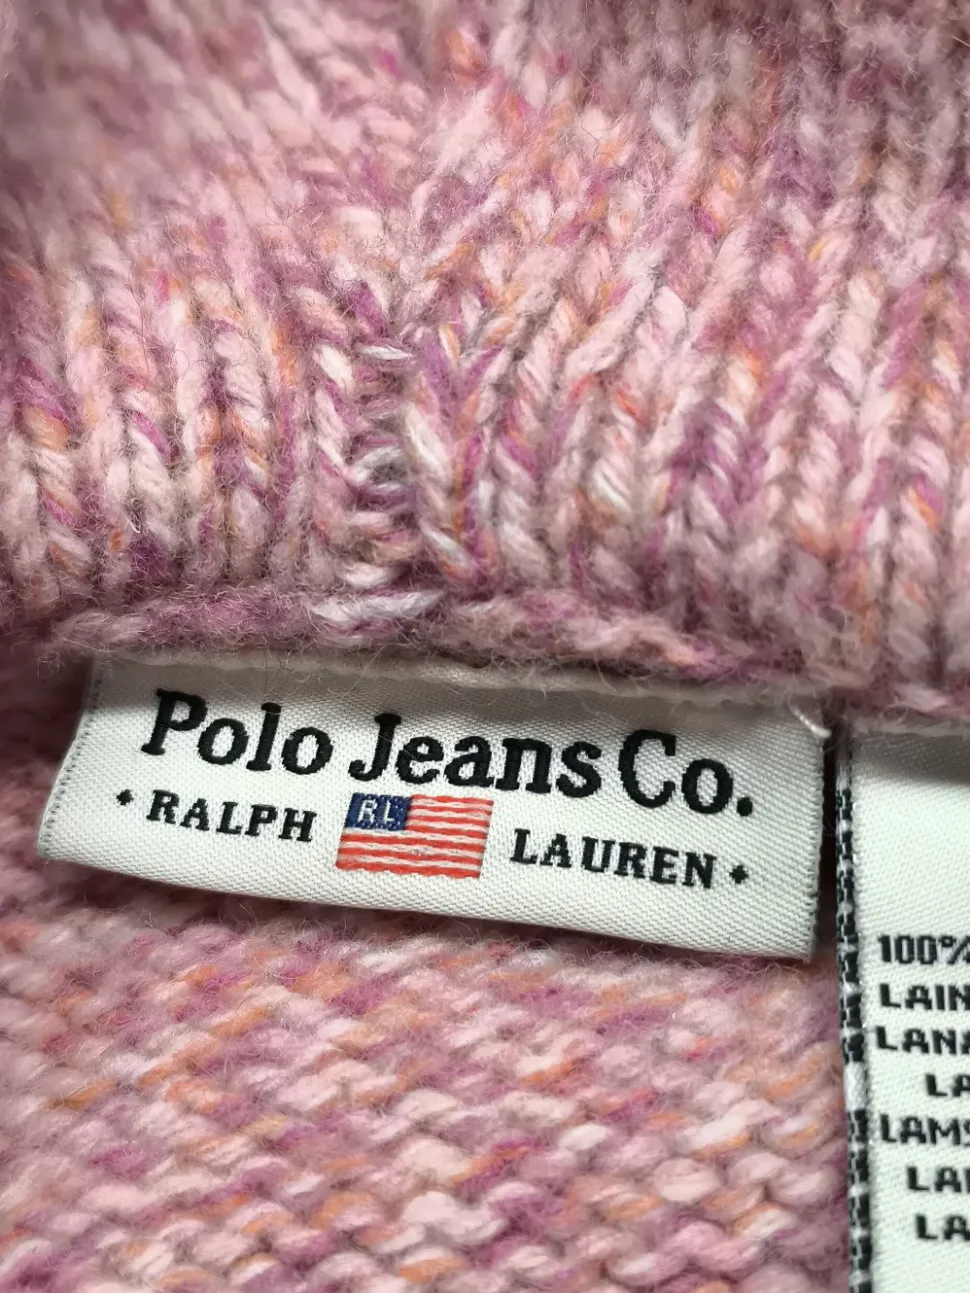 Polo Jeans Co.
RALPH RL LAUREN
100%
LAIN
LANA
LA
LAMS
LA
LA